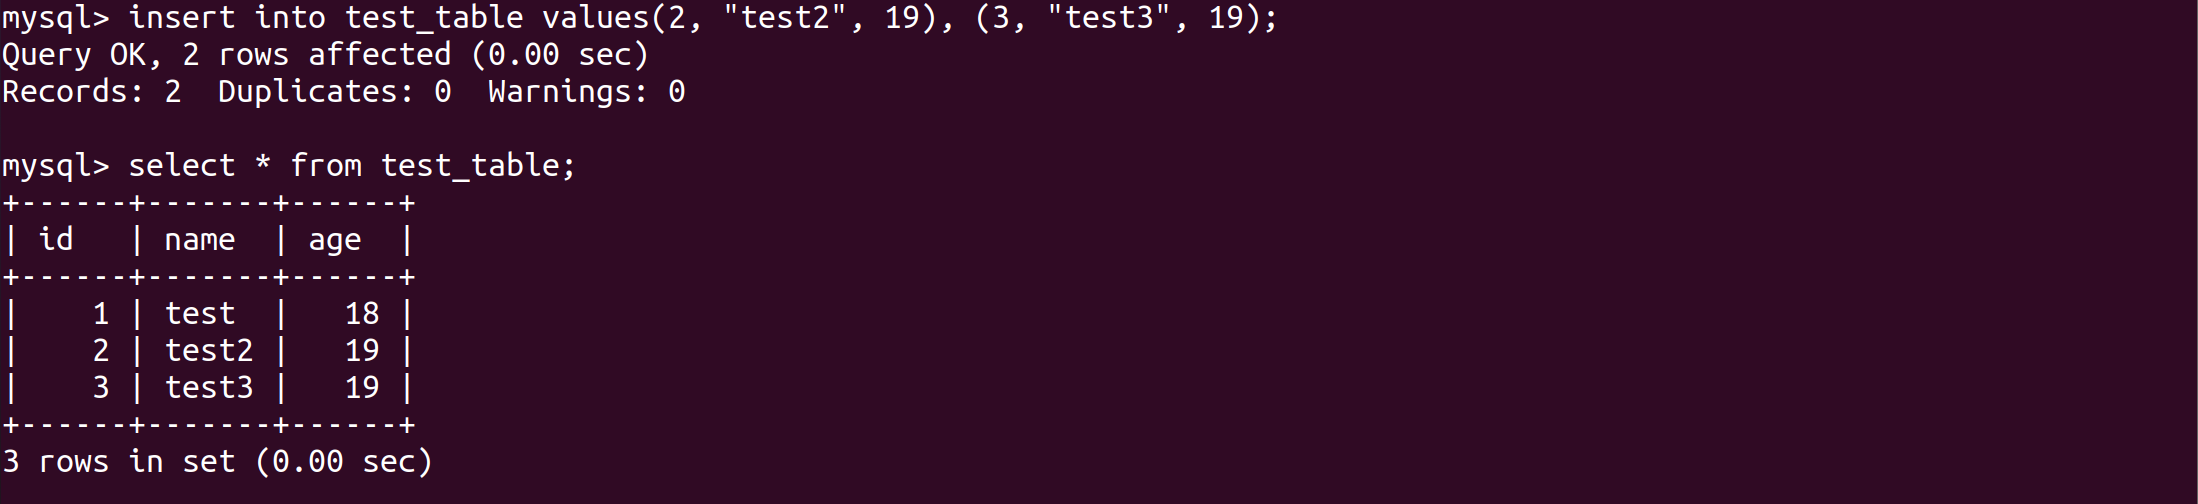 mysql> insert into test_table values(2, "test2", 19), (3, "test3", 19);
Query OK, 2 rows affected (0.00 sec)
Records: 2  Duplicates: 0  Warnings: 0

mysql> select * from test_table;
+------+-------+------+
| id   | name  | age  |
+------+-------+------+
|    1 | test  |   18 |
|    2 | test2 |   19 |
|    3 | test3 |   19 |
+------+-------+------+
3 rows in set (0.00 sec)